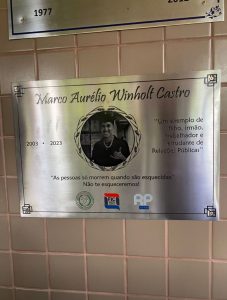 1977
Marco Aurélio Winholt Castro
2003 • 2023
"Um exemplo de
filho, irmão,
trabalhador e
estudante de
Relações Públicas"
"As pessoas só morrem quando são esquecidas"
Não te esqueceremos!